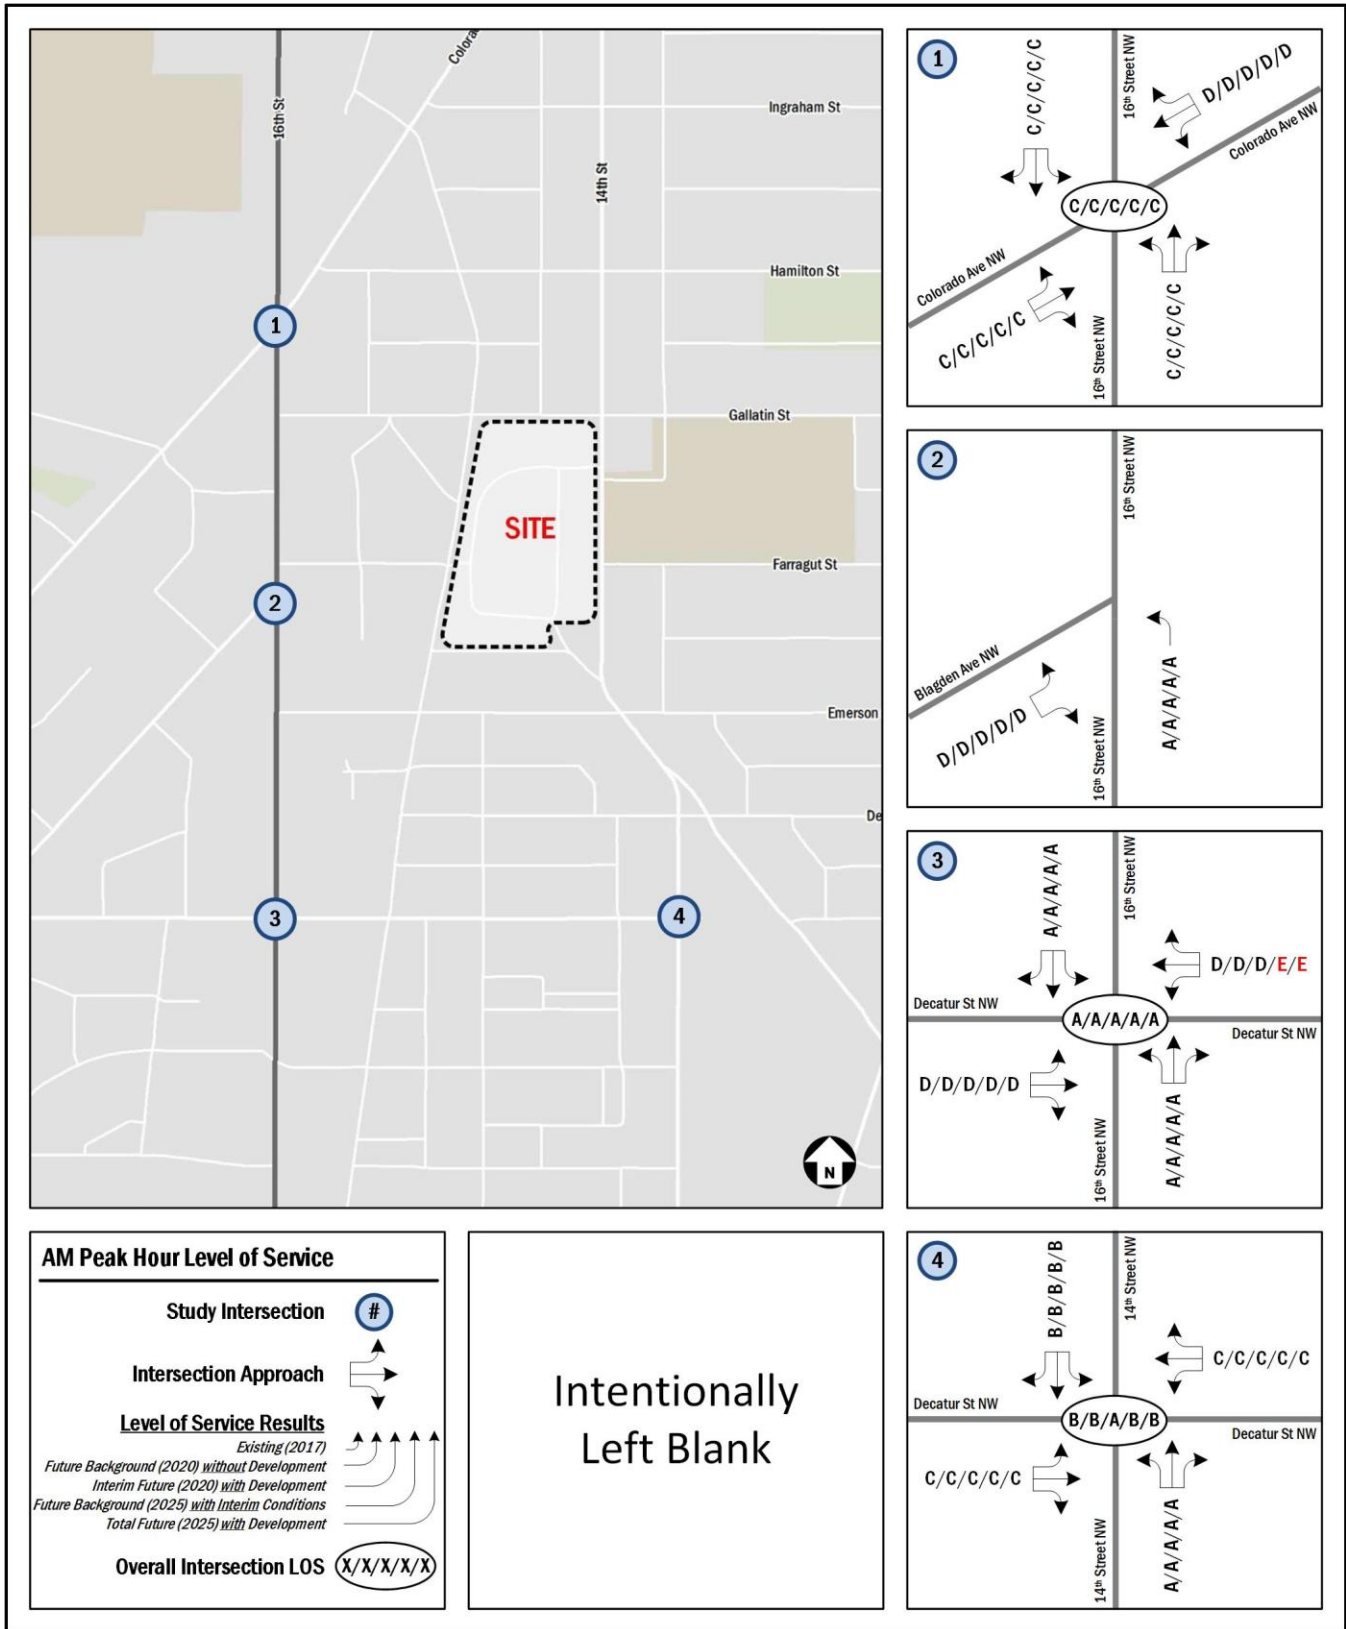 16th St
Colora
14th St
Ingraham St
Hamilton St
1
Gallatin St
SITE
Farragut St
2
Emerson
De
3
4
N
1
C/C/C/C/C
16th Street NW
D/D/D/D/D
Colorado Ave NW
C/C/C/C/C
Colorado Ave NW
C/C/C/C/C
16th Street NW
C/C/C/C/C
2
16th Street NW
Blagden Ave NW
D/D/D/D/D
16th Street NW
A/A/A/A/A
3
A/A/A/A/A
16th Street NW
D/D/D/E/E
Decatur St NW
A/A/A/A/A
Decatur St NW
D/D/D/D/D
16th Street NW
A/A/A/A/A
AM Peak Hour Level of Service
Study Intersection #
Intersection Approach
Level of Service Results
Existing (2017)
Future Background (2020) without Development
Interim Future (2020) with Development
Future Background (2025) with Interim Conditions
Total Future (2025) with Development
Overall Intersection LOS X/X/X/X/X
Intentionally
Left Blank
4
B/B/B/B/B
14th Street NW
C/C/C/C/C
Decatur St NW
B/B/A/B/B
Decatur St NW
C/C/C/C/C
14th Street NW
A/A/A/A/A